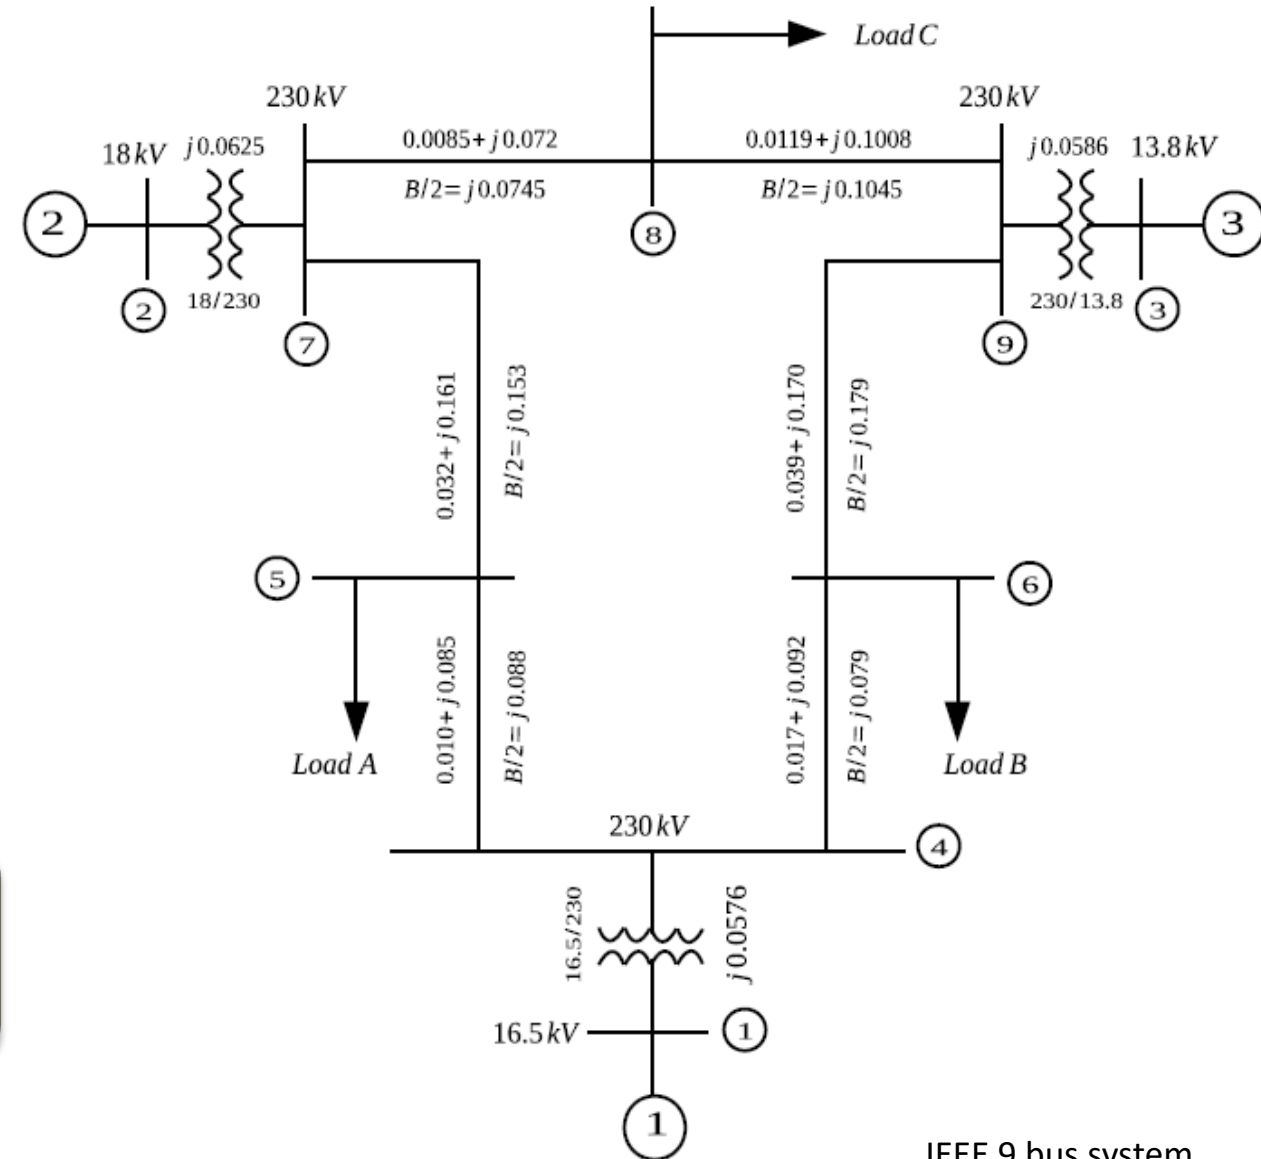 Load C
230 kV
230 kV
18 kV
j 0.0625
0.0085+ j 0.072
0.0119+ j 0.1008
j 0.0586
13.8 kV
B/2= j 0.0745
B/2= j 0.1045
2
3
8
18/230
230/13.8
2
3
7
9
0.032+ j 0.161
B/2= j 0.153
0.039+ j 0.170
B/2= j 0.179
5
6
0.010+ j 0.085
B/2= j 0.088
0.017+ j 0.092
B/2= j 0.079
Load A
Load B
230 kV
4
16.5/230
j 0.0576
16.5 kV
1
1
IEEE 9 bus system